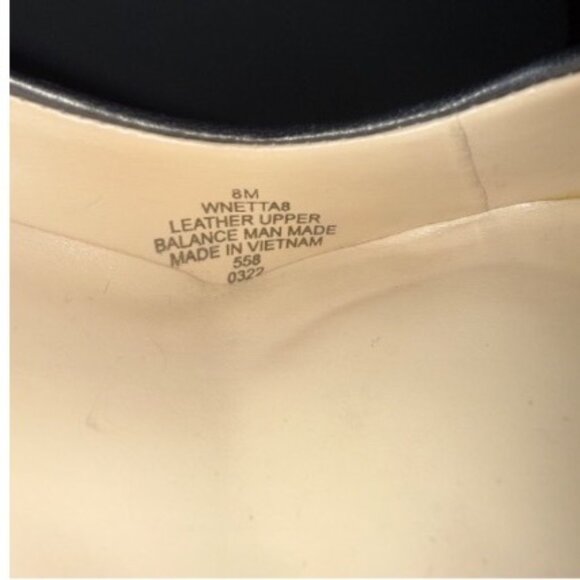 8M
WNETTA8
LEATHER UPPER
BALANCE MAN MADE
MADE IN VIETNAM
558
0322